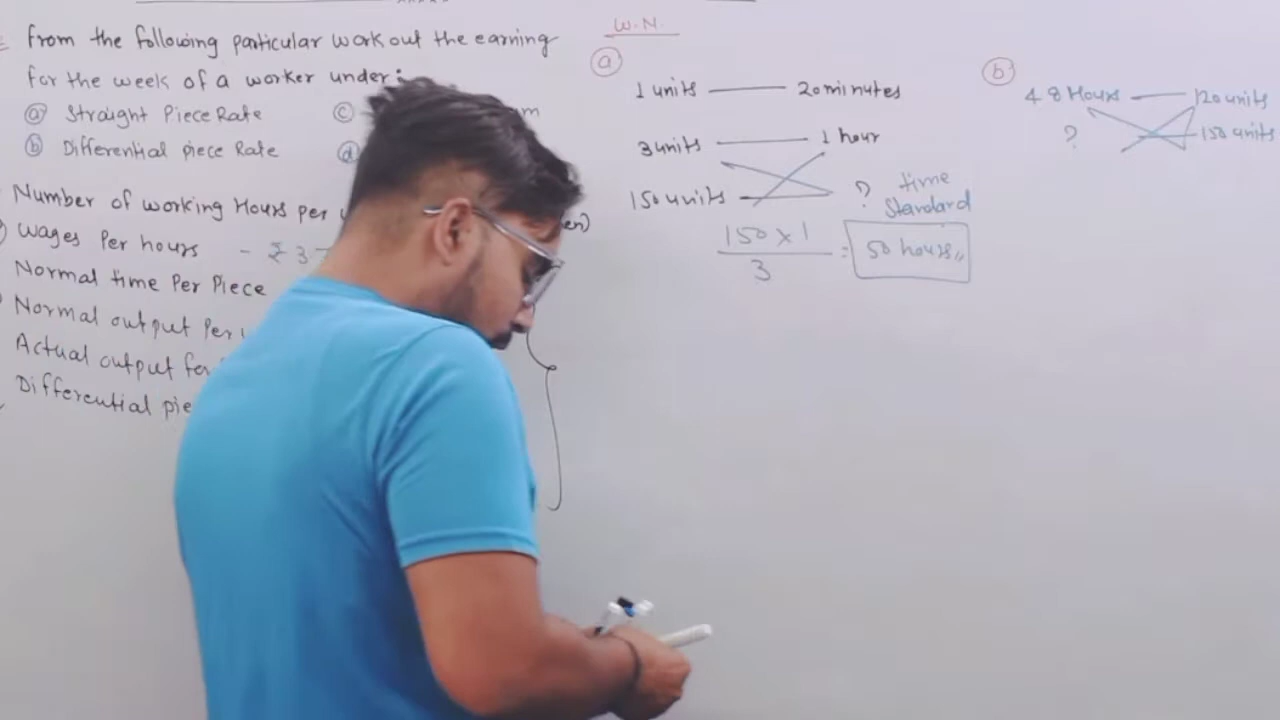 From the following particular work out the earning
for the week of a worker under:
ⓐ Straight Piece Rate ⓒ
ⓑ Differential piece Rate ⓓ
Number of working Hours per
Wages Per hours - ₹ 3
Normal time Per Piece
Normal output Per
Actual output for
Differential
W.N.
ⓐ
1 units — 20 minutes
3 units — 1 hour
150 units — ? time
standard
150 x 1
3
= 50 hours
ⓑ
48 Hours — 120 units
? — 150 units